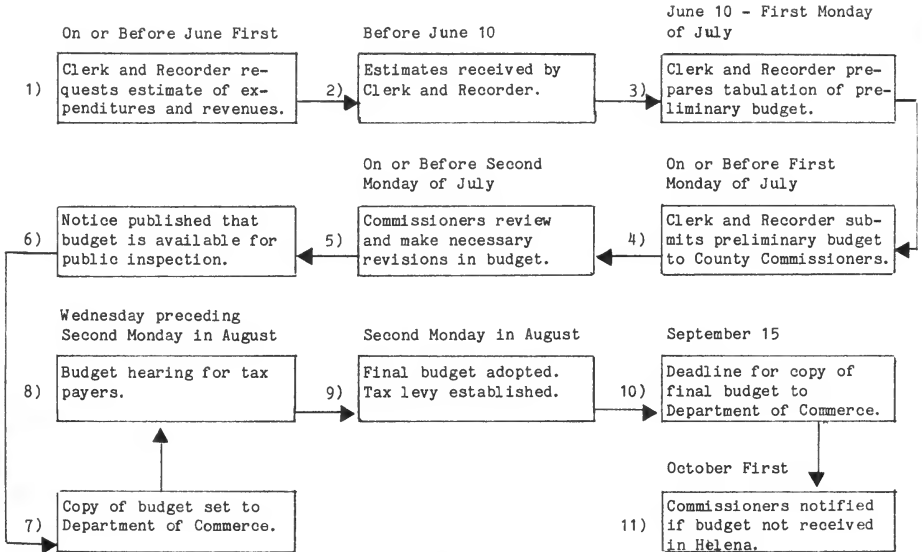 On or Before June First
1) Clerk and Recorder re-
quests estimate of ex-
penditures and revenues.
Before June 10
2) Estimates received by
Clerk and Recorder.
June 10 - First Monday
of July
3) Clerk and Recorder pre-
pares tabulation of pre-
liminary budget.
On or Before First
Monday of July
4) Clerk and Recorder sub-
mits preliminary budget
to County Commissioners.
On or Before Second
Monday of July
5) Commissioners review
and make necessary
revisions in budget.
6) Notice published that
budget is available for
public inspection.
7) Copy of budget set to
Department of Commerce.
Wednesday preceding
Second Monday in August
8) Budget hearing for tax
payers.
Second Monday in August
9) Final budget adopted.
Tax levy established.
September 15
10) Deadline for copy of
final budget to
Department of Commerce.
October First
11) Commissioners notified
if budget not received
in Helena.